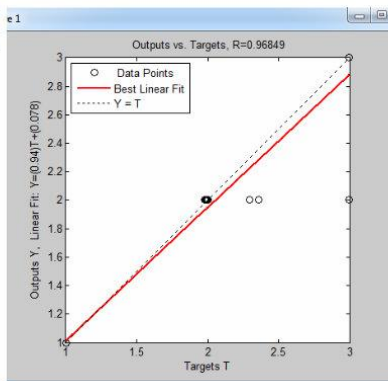 e 1
Outputs vs. Targets, R=0.96849
Outputs Y, Linear Fit: Y=(0.94)T+(0.078)
3
2.8
2.6
2.4
2.2
2
1.8
1.6
1.4
1.2
1
Data Points
Best Linear Fit
Y = T
1
1.5
2
2.5
3
Targets T